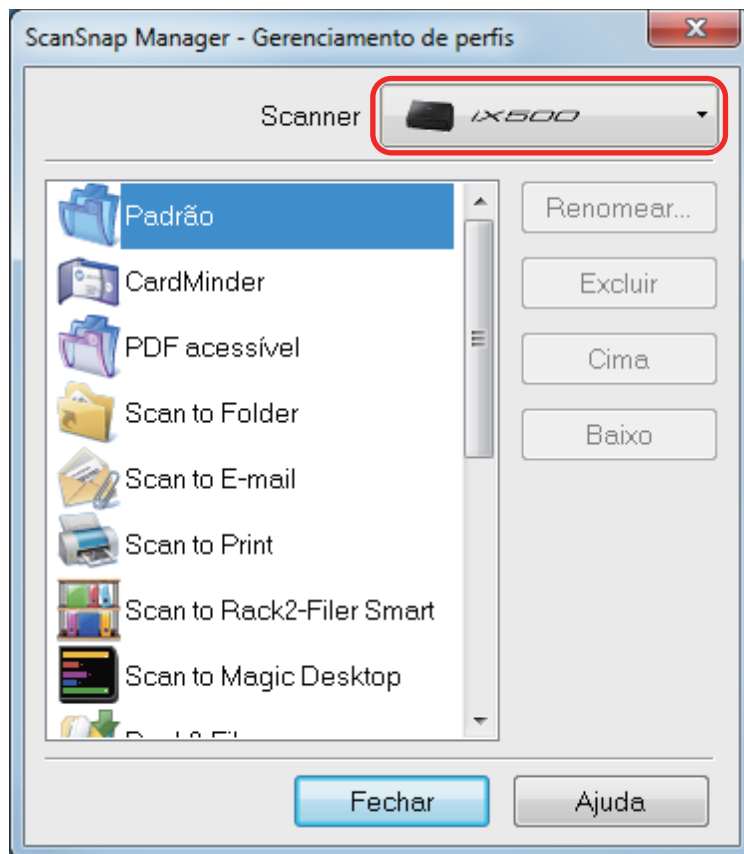 ScanSnap Manager - Gerenciamento de perfis
Scanner iX500
Padrão
Renomear...
CardMinder
Excluir
PDF acessível
Cima
Scan to Folder
Baixo
Scan to E-mail
Scan to Print
Scan to Rack2-Filer Smart
Scan to Magic Desktop
Fechar
Ajuda